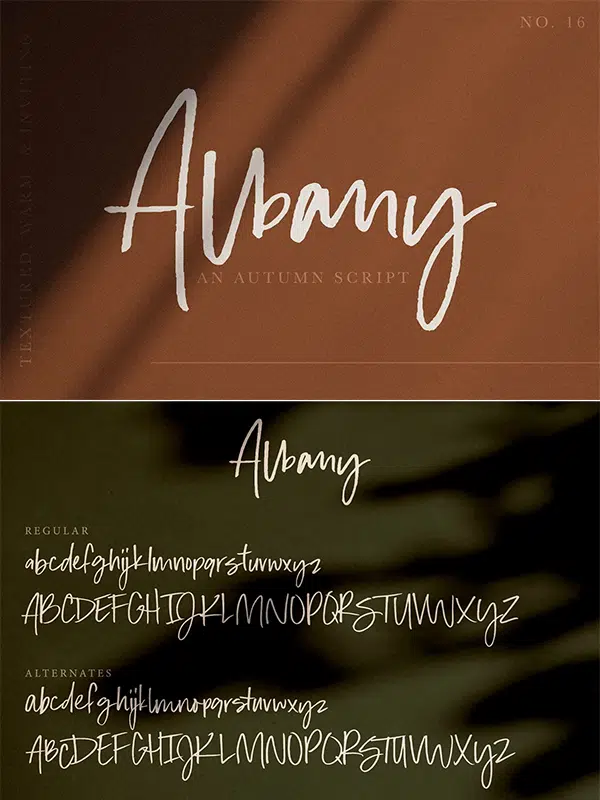 NO. 16
TEXTURED WARM & INVITING
Albany
AN AUTUMN SCRIPT
Albany
REGULAR
abcdefghijklmnopqrstuvwxyz
ABCDEFGHIJKLMNOPQRSTUVWXYZ
ALTERNATES
abcdefghijklmnopqrstuvwxyz
ABCDEFGHIJKLMNOPQRSTUVWXYZ